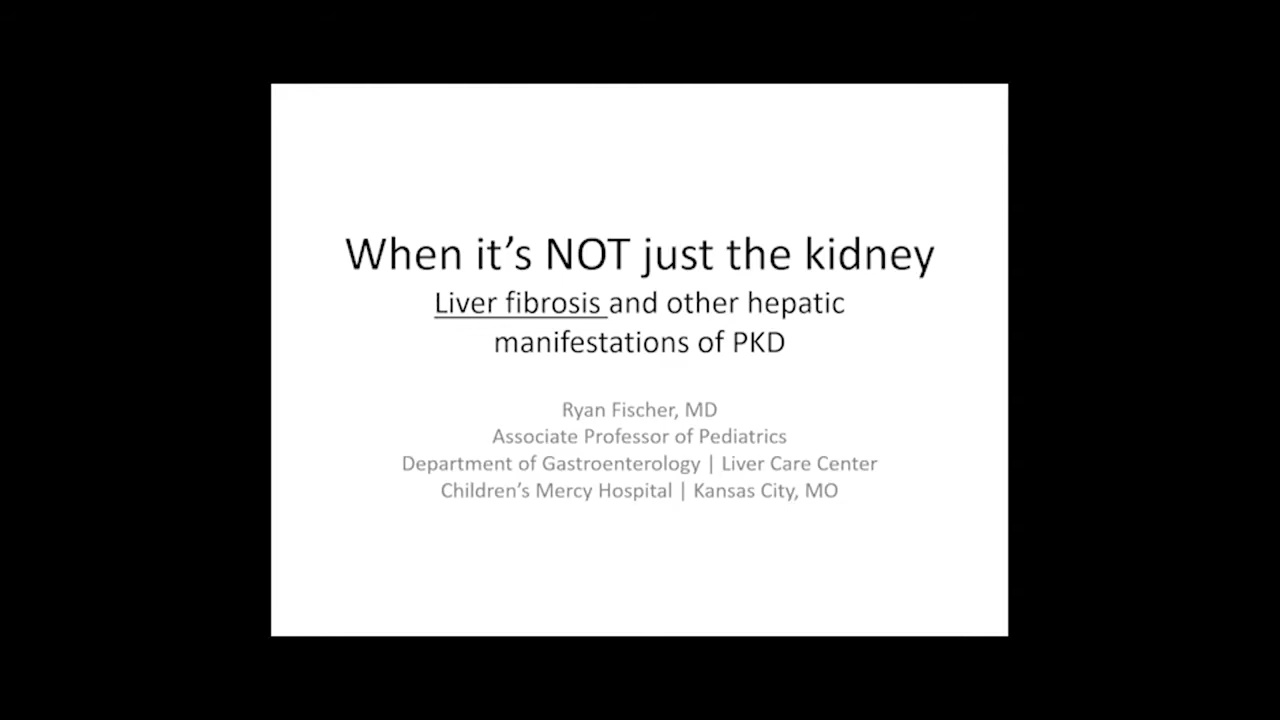 When it’s NOT just the kidney
Liver fibrosis and other hepatic
manifestations of PKD
Ryan Fischer, MD
Associate Professor of Pediatrics
Department of Gastroenterology | Liver Care Center
Children’s Mercy Hospital | Kansas City, MO